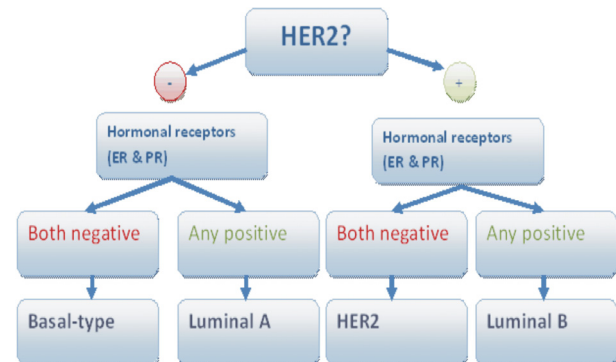 HER2?
-
+
Hormonal receptors
(ER & PR)
Hormonal receptors
(ER & PR)
Both negative
Any positive
Both negative
Any positive
Basal-type
Luminal A
HER2
Luminal B